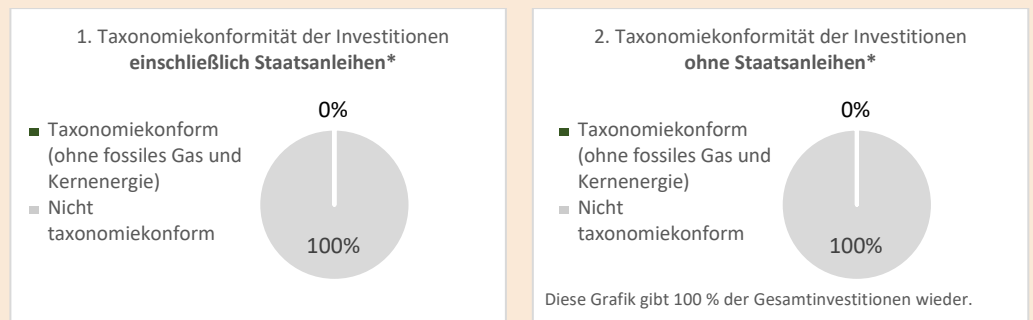 1. Taxonomiekonformität der Investitionen
einschließlich Staatsanleihen*
0%
Taxonomiekonform
(ohne fossiles Gas und
Kernenergie)
Nicht
taxonomiekonform
100%
2. Taxonomiekonformität der Investitionen
ohne Staatsanleihen*
0%
Taxonomiekonform
(ohne fossiles Gas und
Kernenergie)
Nicht
taxonomiekonform
100%
Diese Grafik gibt 100 % der Gesamtinvestitionen wieder.